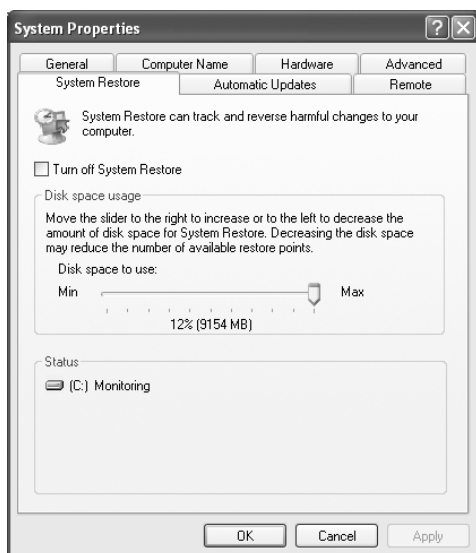 System Properties
General Computer Name Hardware Advanced
System Restore Automatic Updates Remote
System Restore can track and reverse harmful changes to your
computer.
Turn off System Restore
Disk space usage
Move the slider to the right to increase or to the left to decrease the
amount of disk space for System Restore. Decreasing the disk space
may reduce the number of available restore points.
Disk space to use:
Min Max
12% (9154 MB)
Status
(C:) Monitoring
OK Cancel Apply